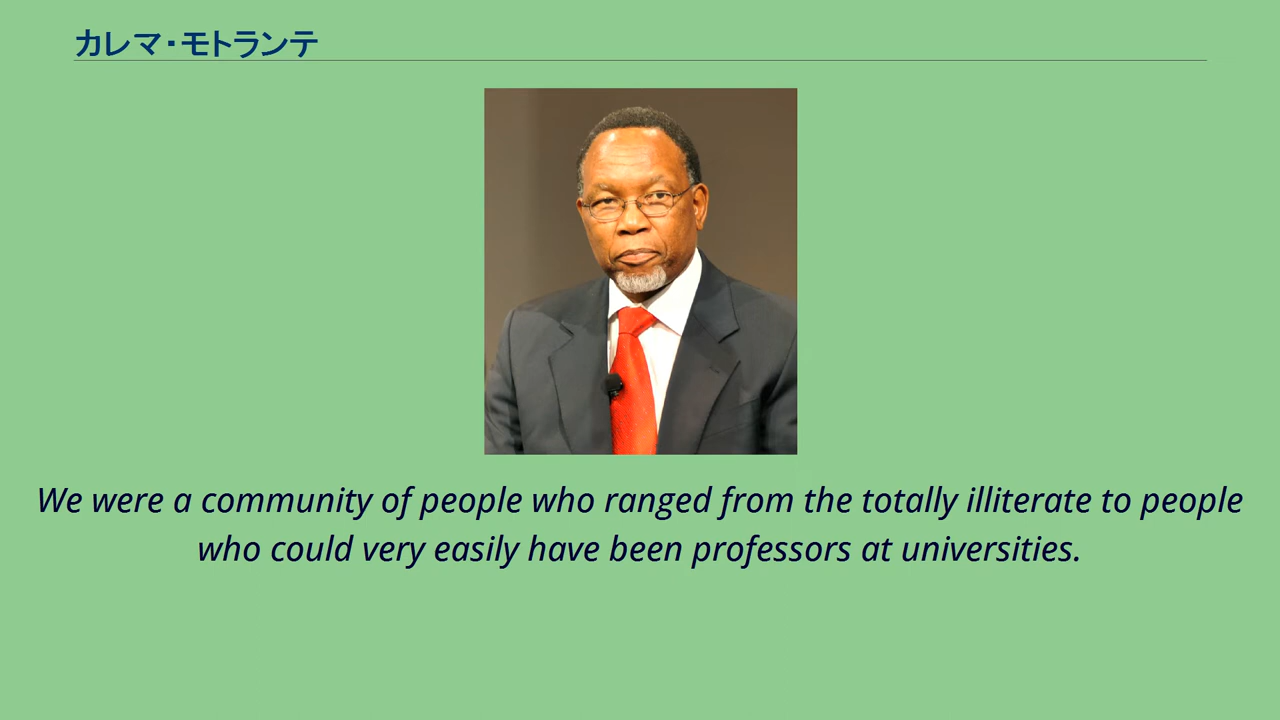 カレマ・モトランテ
We were a community of people who ranged from the totally illiterate to people
who could very easily have been professors at universities.